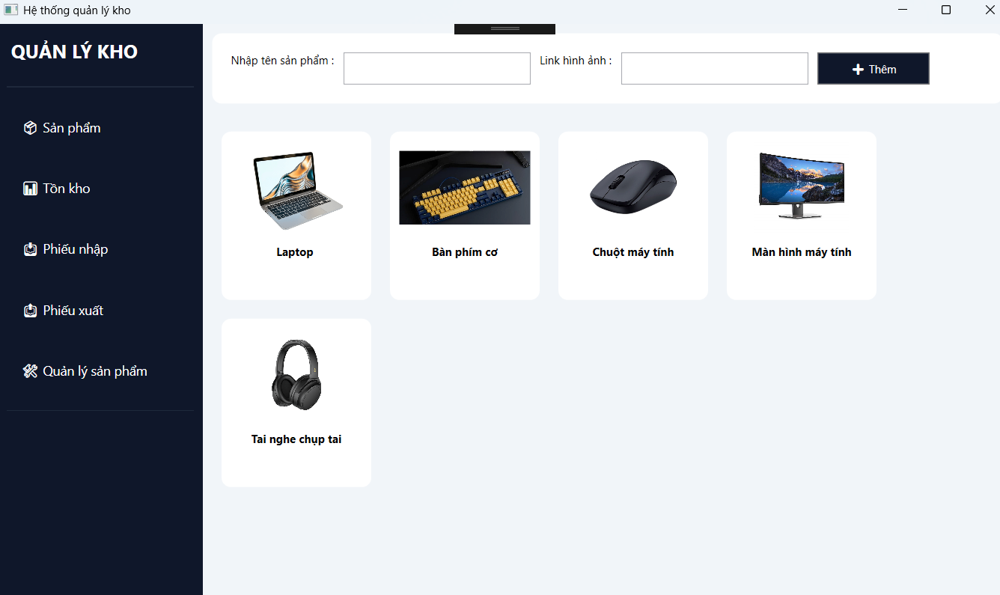 Hệ thống quản lý kho
QUẢN LÝ KHO
Sản phẩm
Tồn kho
Phiếu nhập
Phiếu xuất
Quản lý sản phẩm
Nhập tên sản phẩm :
Link hình ảnh :
Thêm
Laptop
Bàn phím cơ
Chuột máy tính
Màn hình máy tính
Tai nghe chụp tai